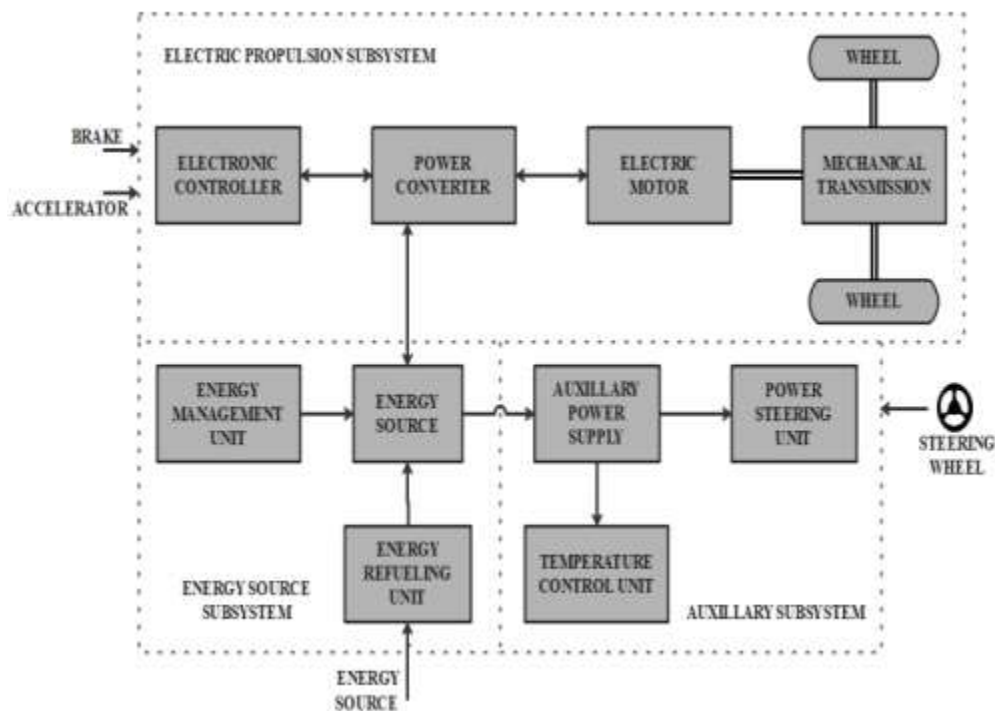 ELECTRIC PROPULSION SUBSYSTEM
WHEEL
BRAKE
ACCELERATOR
ELECTRONIC
CONTROLLER
POWER
CONVERTER
ELECTRIC
MOTOR
MECHANICAL
TRANSMISSION
WHEEL
ENERGY
MANAGEMENT
UNIT
ENERGY
SOURCE
AUXILLARY
POWER
SUPPLY
POWER
STEERING
UNIT
STEERING
WHEEL
ENERGY
REFUELING
UNIT
TEMPERATURE
CONTROL UNIT
ENERGY SOURCE
SUBSYSTEM
AUXILLARY SUBSYSTEM
ENERGY
SOURCE